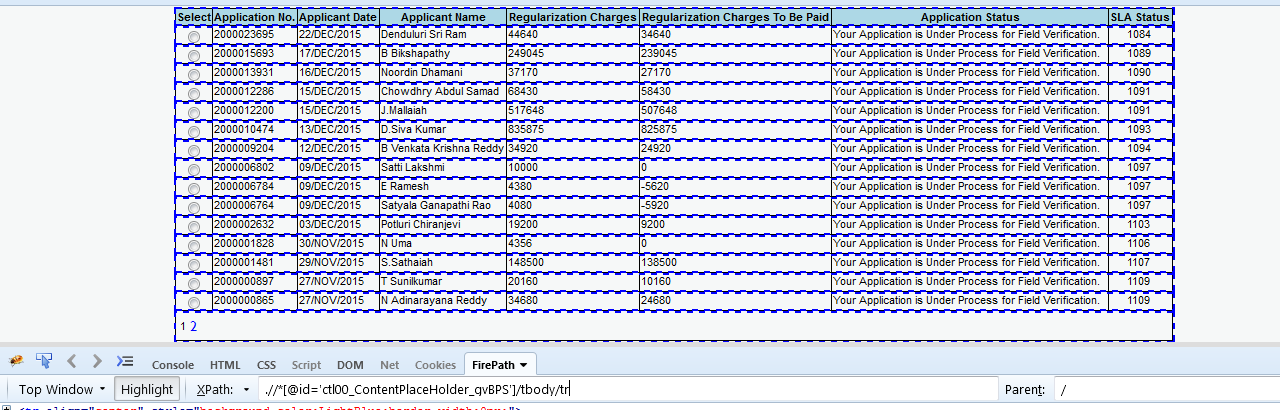 Select Application No. Applicant Date Applicant Name Regularization Charges Regularization Charges To Be Paid Application Status SLA Status
2000023695 22/DEC/2015 Denduluri Sri Ram 44640 34640 Your Application is Under Process for Field Verification. 1084
2000015693 17/DEC/2015 B Bikshapathy 249045 239045 Your Application is Under Process for Field Verification. 1089
2000013931 16/DEC/2015 Noordin Dhamani 37170 27170 Your Application is Under Process for Field Verification. 1090
2000012286 15/DEC/2015 Chowdhry Abdul Samad 68430 58430 Your Application is Under Process for Field Verification. 1091
2000012200 15/DEC/2015 J.Mallaiah 517648 507648 Your Application is Under Process for Field Verification. 1091
2000010474 13/DEC/2015 D.Siva Kumar 835875 825875 Your Application is Under Process for Field Verification. 1093
2000009204 12/DEC/2015 B Venkata Krishna Reddy 34920 24920 Your Application is Under Process for Field Verification. 1094
2000006802 09/DEC/2015 Satti Lakshmi 10000 0 Your Application is Under Process for Field Verification. 1097
2000006784 09/DEC/2015 E Ramesh 4380 -5620 Your Application is Under Process for Field Verification. 1097
2000006764 09/DEC/2015 Satyala Ganapathi Rao 4080 -5920 Your Application is Under Process for Field Verification. 1097
2000002632 03/DEC/2015 Potluri Chiranjevi 19200 9200 Your Application is Under Process for Field Verification. 1103
2000001828 30/NOV/2015 N Uma 4356 0 Your Application is Under Process for Field Verification. 1106
2000001481 29/NOV/2015 S.Sathaiah 148500 138500 Your Application is Under Process for Field Verification. 1107
2000000897 27/NOV/2015 T Sunilkumar 20160 10160 Your Application is Under Process for Field Verification. 1109
2000000865 27/NOV/2015 N Adinarayana Reddy 34680 24680 Your Application is Under Process for Field Verification. 1109
1 2
Console HTML CSS Script DOM Net Cookies FirePath
Top Window Highlight XPath: .//*[@id='ctl00_ContentPlaceHolder_gvBPS']/tbody/tr Parent: /